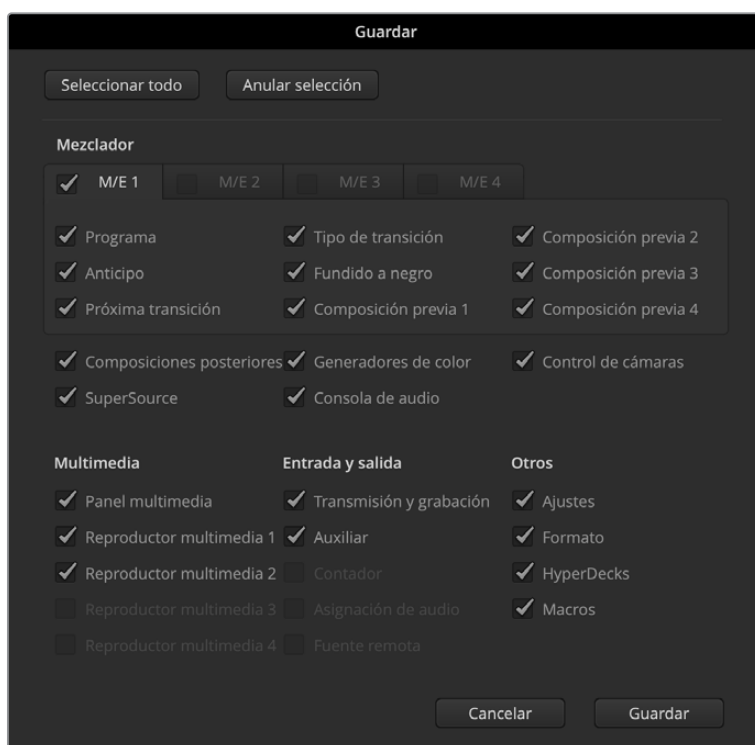 Guardar
Seleccionar todo Anular selección
Mezclador
M/E 1 M/E 2 M/E 3 M/E 4
Programa Tipo de transición Composición previa 2
Anticipo Fundido a negro Composición previa 3
Próxima transición Composición previa 1 Composición previa 4
Composiciones posteriores Generadores de color Control de cámaras
SuperSource Consola de audio
Multimedia Entrada y salida Otros
Panel multimedia Transmisión y grabación Ajustes
Reproductor multimedia 1 Auxiliar Formato
Reproductor multimedia 2 Contador HyperDecks
Reproductor multimedia 3 Asignación de audio Macros
Reproductor multimedia 4 Fuente remota
Cancelar Guardar